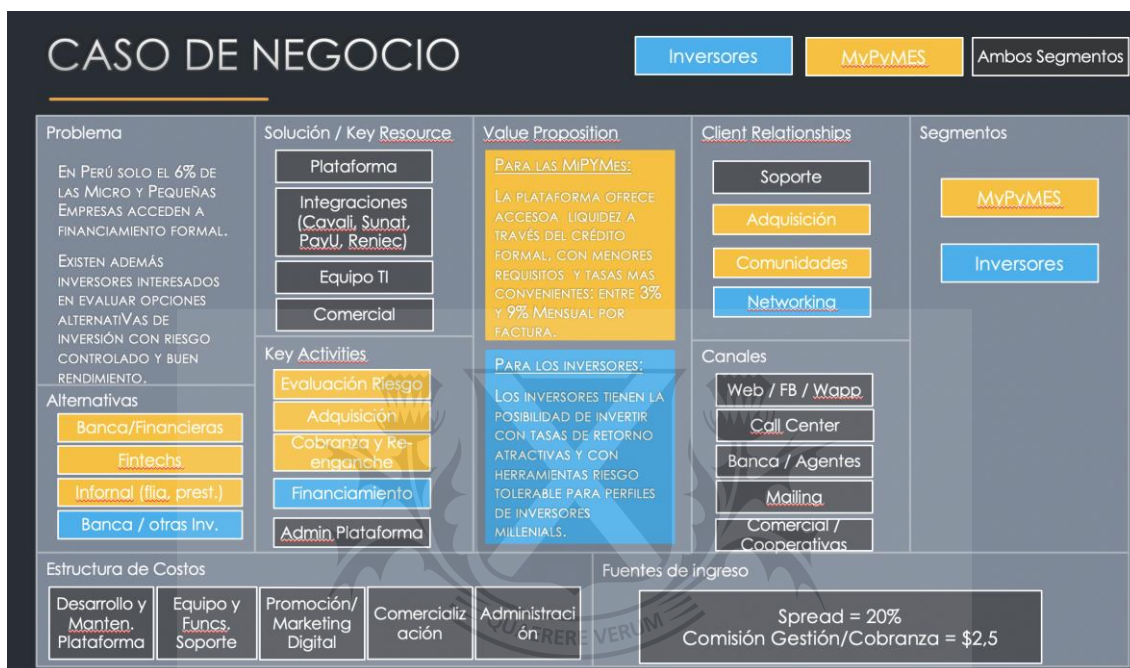 CASO DE NEGOCIO
Inversores
MyPyMES
Ambos Segmentos
Problema
EN PERÚ SOLO EL 6% DE
LAS MICRO Y PEQUEÑAS
EMPRESAS ACCEDEN A
FINANCIAMIENTO FORMAL.
EXISTEN ADEMÁS
INVERSORES INTERESADOS
EN EVALUAR OPCIONES
ALTERNATIVAS DE
INVERSIÓN CON RIESGO
CONTROLADO Y BUEN
RENDIMIENTO.
Alternativas
Banca/Financieras
Fintechs
Infornal (flia, prest.)
Banca / otras Inv.
Solución / Key Resource
Plataforma
Integraciones
(Cavali, Sunat,
PayU, Reniec)
Equipo TI
Comercial
Key Activities
Evaluación Riesgo
Adquisición
Cobranza y Re-
enganche
Financiamiento
Admin Plataforma
Value Proposition
PARA LAS MIPYMES:
LA PLATAFORMA OFRECE
ACCESOA LIQUIDEZ A
TRAVÉS DEL CRÉDITO
FORMAL, CON MENORES
REQUISITOS Y TASAS MAS
CONVENIENTES: ENTRE 3%
Y 9% MENSUAL POR
FACTURA.
PARA LOS INVERSORES:
LOS INVERSORES TIENEN LA
POSIBILIDAD DE INVERTIR
CON TASAS DE RETORNO
ATRACTIVAS Y CON
HERRAMIENTAS RIESGO
TOLERABLE PARA PERFILES
DE INVERSORES
MILLENIALS.
Client Relationships
Soporte
Adquisición
Comunidades
Networking
Canales
Web / FB / Wapp
Call Center
Banca / Agentes
Mailing
Comercial /
Cooperativas
Segmentos
MyPyMES
Inversores
Estructura de Costos
Desarrollo y
Manten.
Plataforma
Equipo y
Funcs.
Soporte
Promoción/
Marketing
Digital
Comercializ
ación
Administraci
ón
Fuentes de ingreso
Spread = 20%
Comisión Gestión/Cobranza = $2,5
QUAERERE VERUM